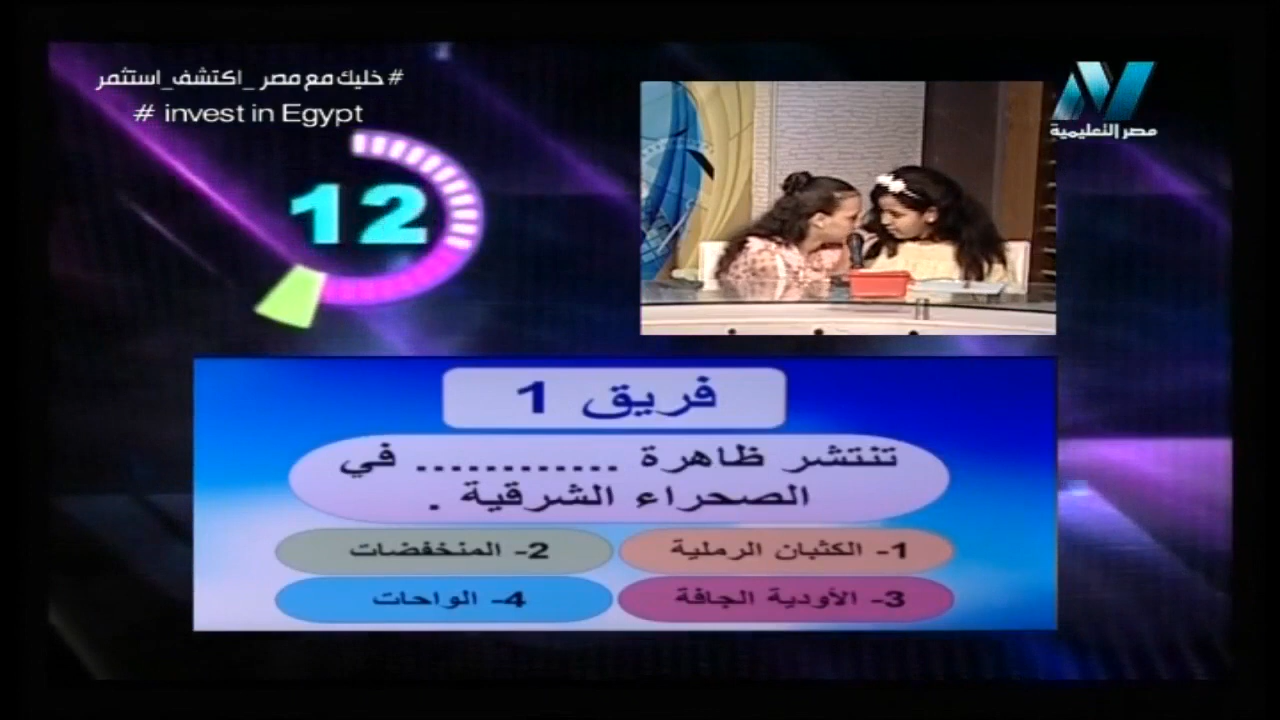 #خليك مع مصر_اكتشف_استثمر
# invest in Egypt
مصر التعليمية
12
فريق 1
تنتشر ظاهرة ............ في
الصحراء الشرقية .
1- الكثبان الرملية
2- المنخفضات
3- الأودية الجافة
4- الواحات